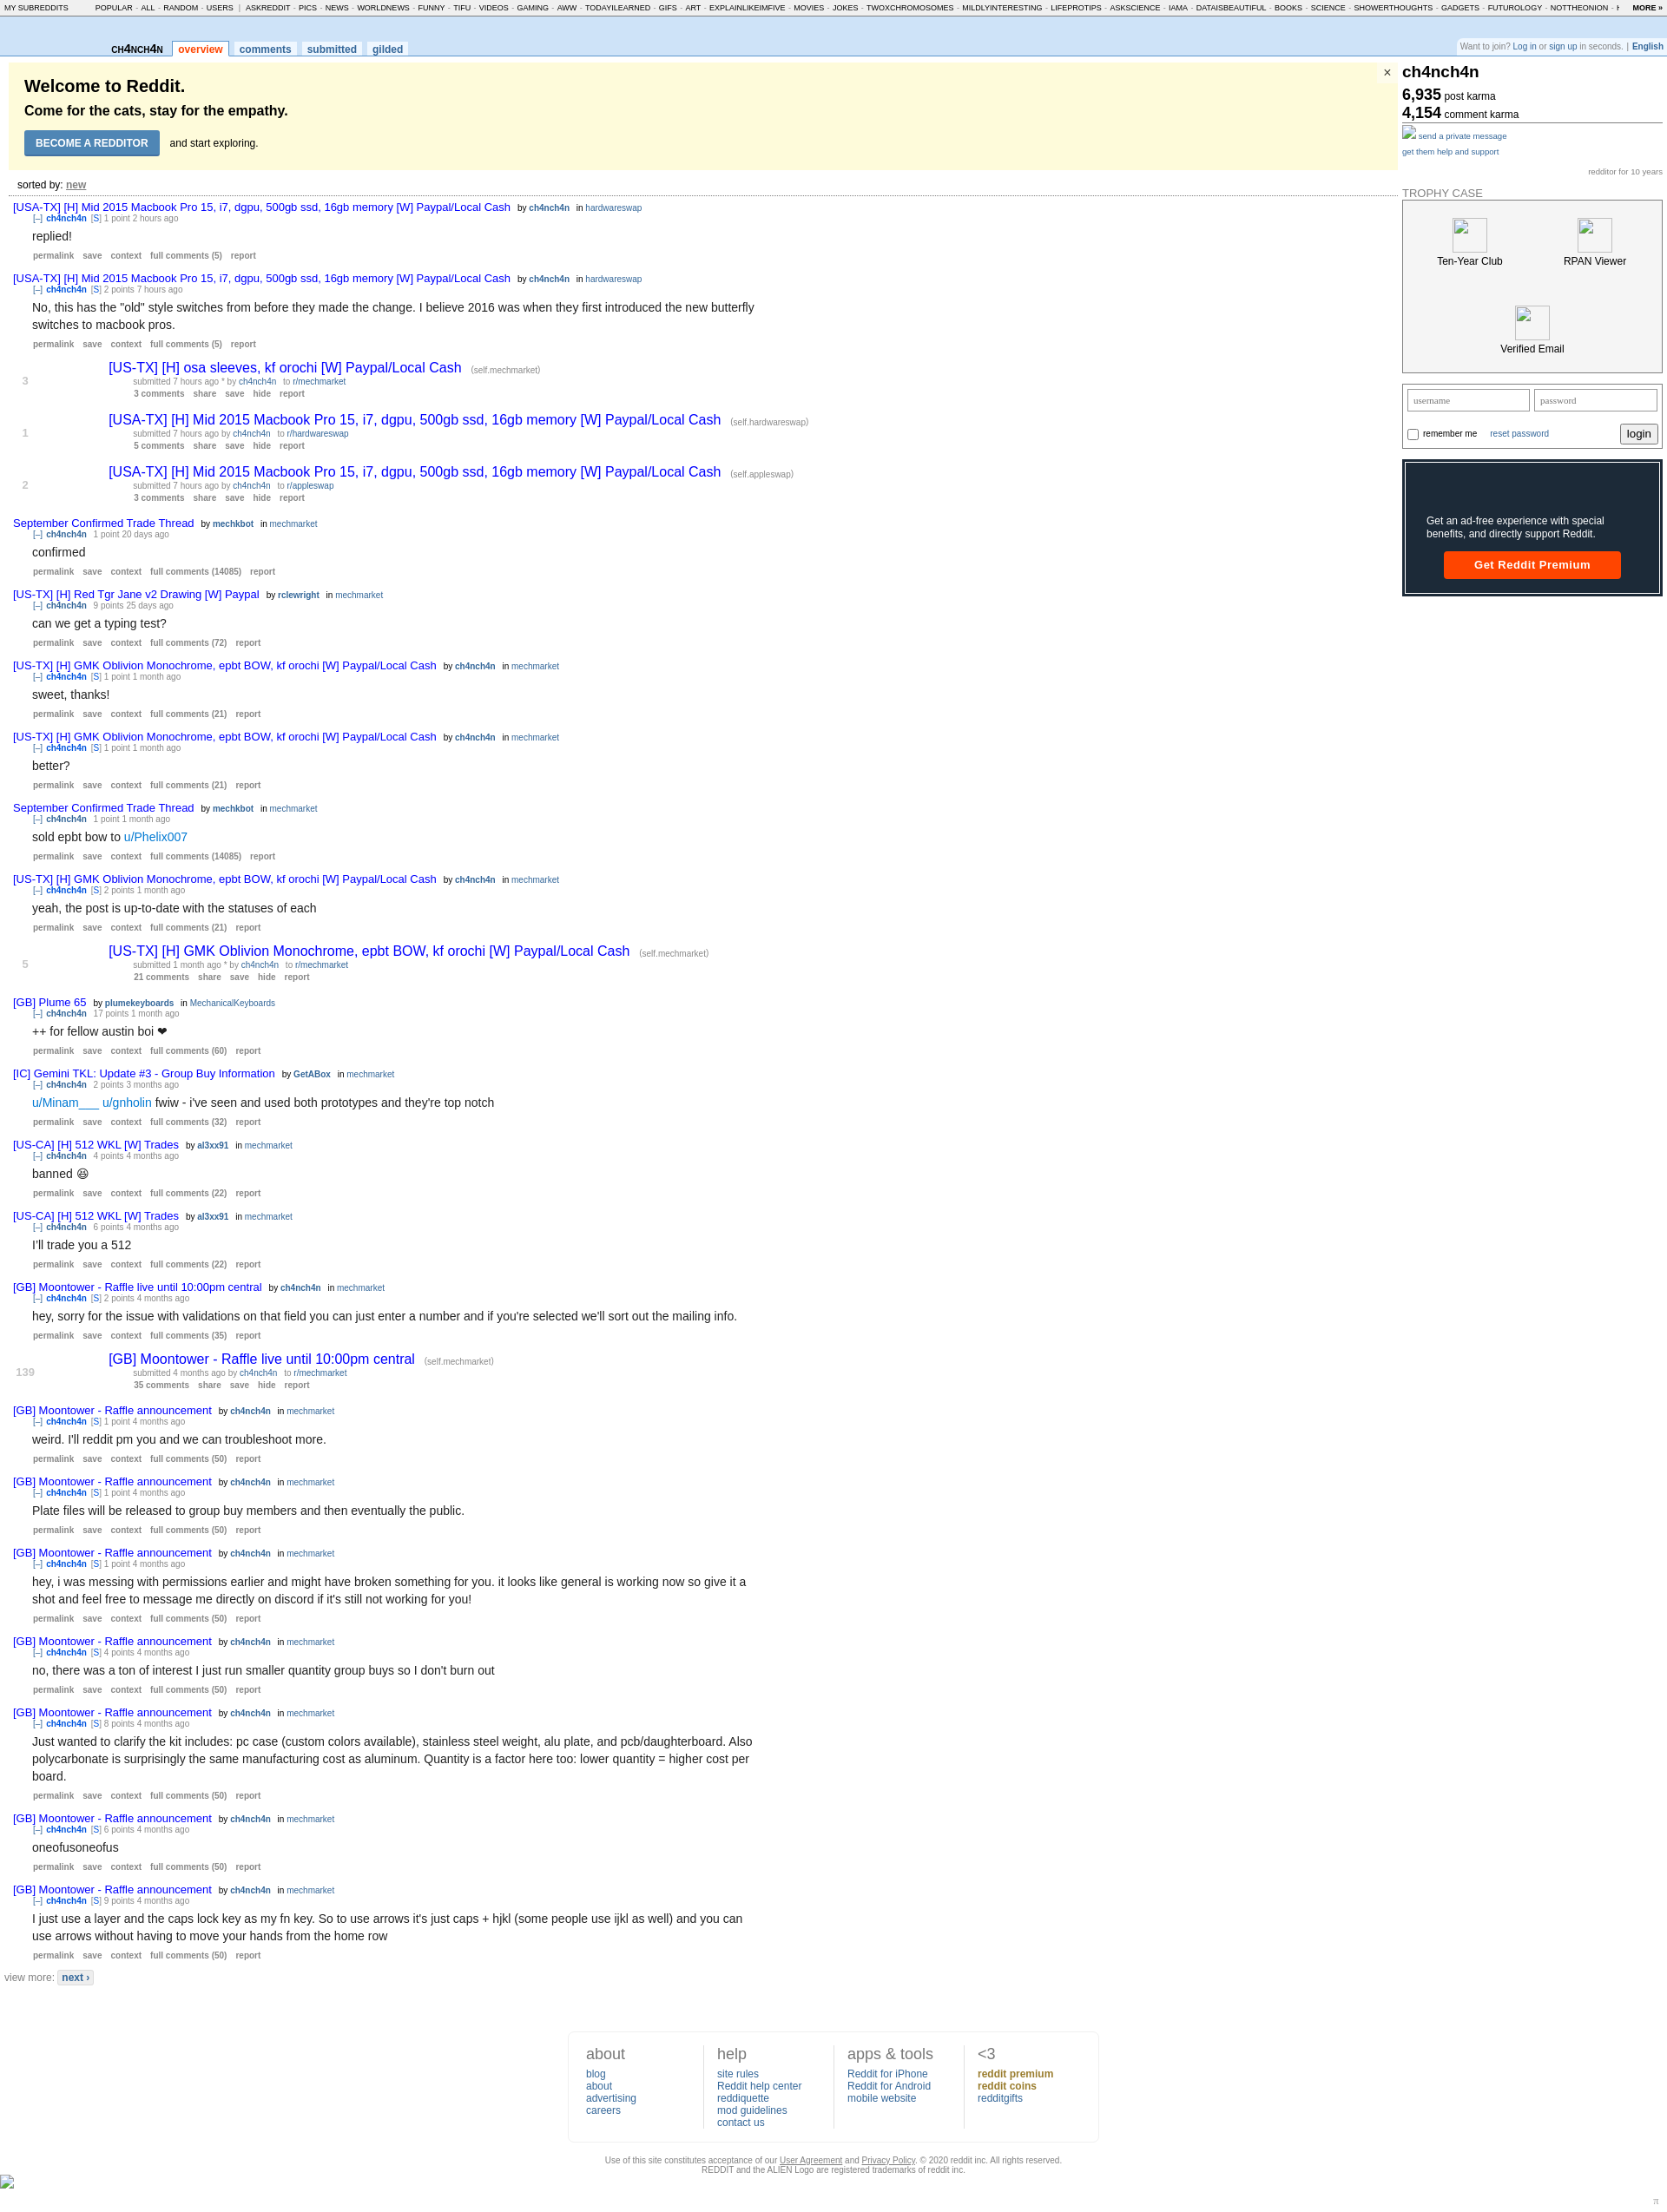 MY SUBREDDITS POPULAR - ALL - RANDOM - USERS | ASKREDDIT - PICS - NEWS - WORLDNEWS - FUNNY - TIFU - VIDEOS - GAMING - AWW - TODAYILEARNED - GIFS - ART - EXPLAINLIKEIMFIVE - MOVIES - JOKES - TWOXCHROMOSOMES - MILDLYINTERESTING - LIFEPROTIPS - ASKSCIENCE - IAMA - DATAISBEAUTIFUL - BOOKS - SCIENCE - SHOWERTHOUGHTS - GADGETS - FUTUROLOGY - NOTTHEONION - MORE »
CH4NCH4N overview comments submitted gilded
Want to join? Log in or sign up in seconds. | English
Welcome to Reddit.
Come for the cats, stay for the empathy.
BECOME A REDDITOR and start exploring.
×
sorted by: new
[USA-TX] [H] Mid 2015 Macbook Pro 15, i7, dgpu, 500gb ssd, 16gb memory [W] Paypal/Local Cash by ch4nch4n in hardwareswap
[–] ch4nch4n [S] 1 point 2 hours ago
replied!
permalink save context full comments (5) report
[USA-TX] [H] Mid 2015 Macbook Pro 15, i7, dgpu, 500gb ssd, 16gb memory [W] Paypal/Local Cash by ch4nch4n in hardwareswap
[–] ch4nch4n [S] 2 points 7 hours ago
No, this has the "old" style switches from before they made the change. I believe 2016 was when they first introduced the new butterfly
switches to macbook pros.
permalink save context full comments (5) report
3
[US-TX] [H] osa sleeves, kf orochi [W] Paypal/Local Cash (self.mechmarket)
submitted 7 hours ago * by ch4nch4n to r/mechmarket
3 comments share save hide report
1
[USA-TX] [H] Mid 2015 Macbook Pro 15, i7, dgpu, 500gb ssd, 16gb memory [W] Paypal/Local Cash (self.hardwareswap)
submitted 7 hours ago by ch4nch4n to r/hardwareswap
5 comments share save hide report
2
[USA-TX] [H] Mid 2015 Macbook Pro 15, i7, dgpu, 500gb ssd, 16gb memory [W] Paypal/Local Cash (self.appleswap)
submitted 7 hours ago by ch4nch4n to r/appleswap
3 comments share save hide report
September Confirmed Trade Thread by mechkbot in mechmarket
[–] ch4nch4n 1 point 20 days ago
confirmed
permalink save context full comments (14085) report
[US-TX] [H] Red Tgr Jane v2 Drawing [W] Paypal by rclewright in mechmarket
[–] ch4nch4n 9 points 25 days ago
can we get a typing test?
permalink save context full comments (72) report
[US-TX] [H] GMK Oblivion Monochrome, epbt BOW, kf orochi [W] Paypal/Local Cash by ch4nch4n in mechmarket
[–] ch4nch4n [S] 1 point 1 month ago
sweet, thanks!
permalink save context full comments (21) report
[US-TX] [H] GMK Oblivion Monochrome, epbt BOW, kf orochi [W] Paypal/Local Cash by ch4nch4n in mechmarket
[–] ch4nch4n [S] 1 point 1 month ago
better?
permalink save context full comments (21) report
September Confirmed Trade Thread by mechkbot in mechmarket
[–] ch4nch4n 1 point 1 month ago
sold epbt bow to u/Phelix007
permalink save context full comments (14085) report
[US-TX] [H] GMK Oblivion Monochrome, epbt BOW, kf orochi [W] Paypal/Local Cash by ch4nch4n in mechmarket
[–] ch4nch4n [S] 2 points 1 month ago
yeah, the post is up-to-date with the statuses of each
permalink save context full comments (21) report
5
[US-TX] [H] GMK Oblivion Monochrome, epbt BOW, kf orochi [W] Paypal/Local Cash (self.mechmarket)
submitted 1 month ago * by ch4nch4n to r/mechmarket
21 comments share save hide report
[GB] Plume 65 by plumekeyboards in MechanicalKeyboards
[–] ch4nch4n 17 points 1 month ago
++ for fellow austin boi ❤
permalink save context full comments (60) report
[IC] Gemini TKL: Update #3 - Group Buy Information by GetABox in mechmarket
[–] ch4nch4n 2 points 3 months ago
u/Minam___ u/gnholin fwiw - i've seen and used both prototypes and they're top notch
permalink save context full comments (32) report
[US-CA] [H] 512 WKL [W] Trades by al3xx91 in mechmarket
[–] ch4nch4n 4 points 4 months ago
banned 😆
permalink save context full comments (22) report
[US-CA] [H] 512 WKL [W] Trades by al3xx91 in mechmarket
[–] ch4nch4n 6 points 4 months ago
I'll trade you a 512
permalink save context full comments (22) report
[GB] Moontower - Raffle live until 10:00pm central by ch4nch4n in mechmarket
[–] ch4nch4n [S] 2 points 4 months ago
hey, sorry for the issue with validations on that field you can just enter a number and if you're selected we'll sort out the mailing info.
permalink save context full comments (35) report
139
[GB] Moontower - Raffle live until 10:00pm central (self.mechmarket)
submitted 4 months ago by ch4nch4n to r/mechmarket
35 comments share save hide report
[GB] Moontower - Raffle announcement by ch4nch4n in mechmarket
[–] ch4nch4n [S] 1 point 4 months ago
weird. I'll reddit pm you and we can troubleshoot more.
permalink save context full comments (50) report
[GB] Moontower - Raffle announcement by ch4nch4n in mechmarket
[–] ch4nch4n [S] 1 point 4 months ago
Plate files will be released to group buy members and then eventually the public.
permalink save context full comments (50) report
[GB] Moontower - Raffle announcement by ch4nch4n in mechmarket
[–] ch4nch4n [S] 1 point 4 months ago
hey, i was messing with permissions earlier and might have broken something for you. it looks like general is working now so give it a
shot and feel free to message me directly on discord if it's still not working for you!
permalink save context full comments (50) report
[GB] Moontower - Raffle announcement by ch4nch4n in mechmarket
[–] ch4nch4n [S] 4 points 4 months ago
no, there was a ton of interest I just run smaller quantity group buys so I don't burn out
permalink save context full comments (50) report
[GB] Moontower - Raffle announcement by ch4nch4n in mechmarket
[–] ch4nch4n [S] 8 points 4 months ago
Just wanted to clarify the kit includes: pc case (custom colors available), stainless steel weight, alu plate, and pcb/daughterboard. Also
polycarbonate is surprisingly the same manufacturing cost as aluminum. Quantity is a factor here too: lower quantity = higher cost per
board.
permalink save context full comments (50) report
[GB] Moontower - Raffle announcement by ch4nch4n in mechmarket
[–] ch4nch4n [S] 6 points 4 months ago
oneofusoneofus
permalink save context full comments (50) report
[GB] Moontower - Raffle announcement by ch4nch4n in mechmarket
[–] ch4nch4n [S] 9 points 4 months ago
I just use a layer and the caps lock key as my fn key. So to use arrows it's just caps + hjkl (some people use ijkl as well) and you can
use arrows without having to move your hands from the home row
permalink save context full comments (50) report
view more: next ›
ch4nch4n
6,935 post karma
4,154 comment karma
send a private message
get them help and support
redditor for 10 years
TROPHY CASE
Ten-Year Club
RPAN Viewer
Verified Email
username password
remember me reset password login
Get an ad-free experience with special
benefits, and directly support Reddit.
Get Reddit Premium
about
blog
about
advertising
careers
help
site rules
Reddit help center
reddiquette
mod guidelines
contact us
apps & tools
Reddit for iPhone
Reddit for Android
mobile website
<3
reddit premium
reddit coins
redditgifts
Use of this site constitutes acceptance of our User Agreement and Privacy Policy. © 2020 reddit inc. All rights reserved.
REDDIT and the ALIEN Logo are registered trademarks of reddit inc.
π